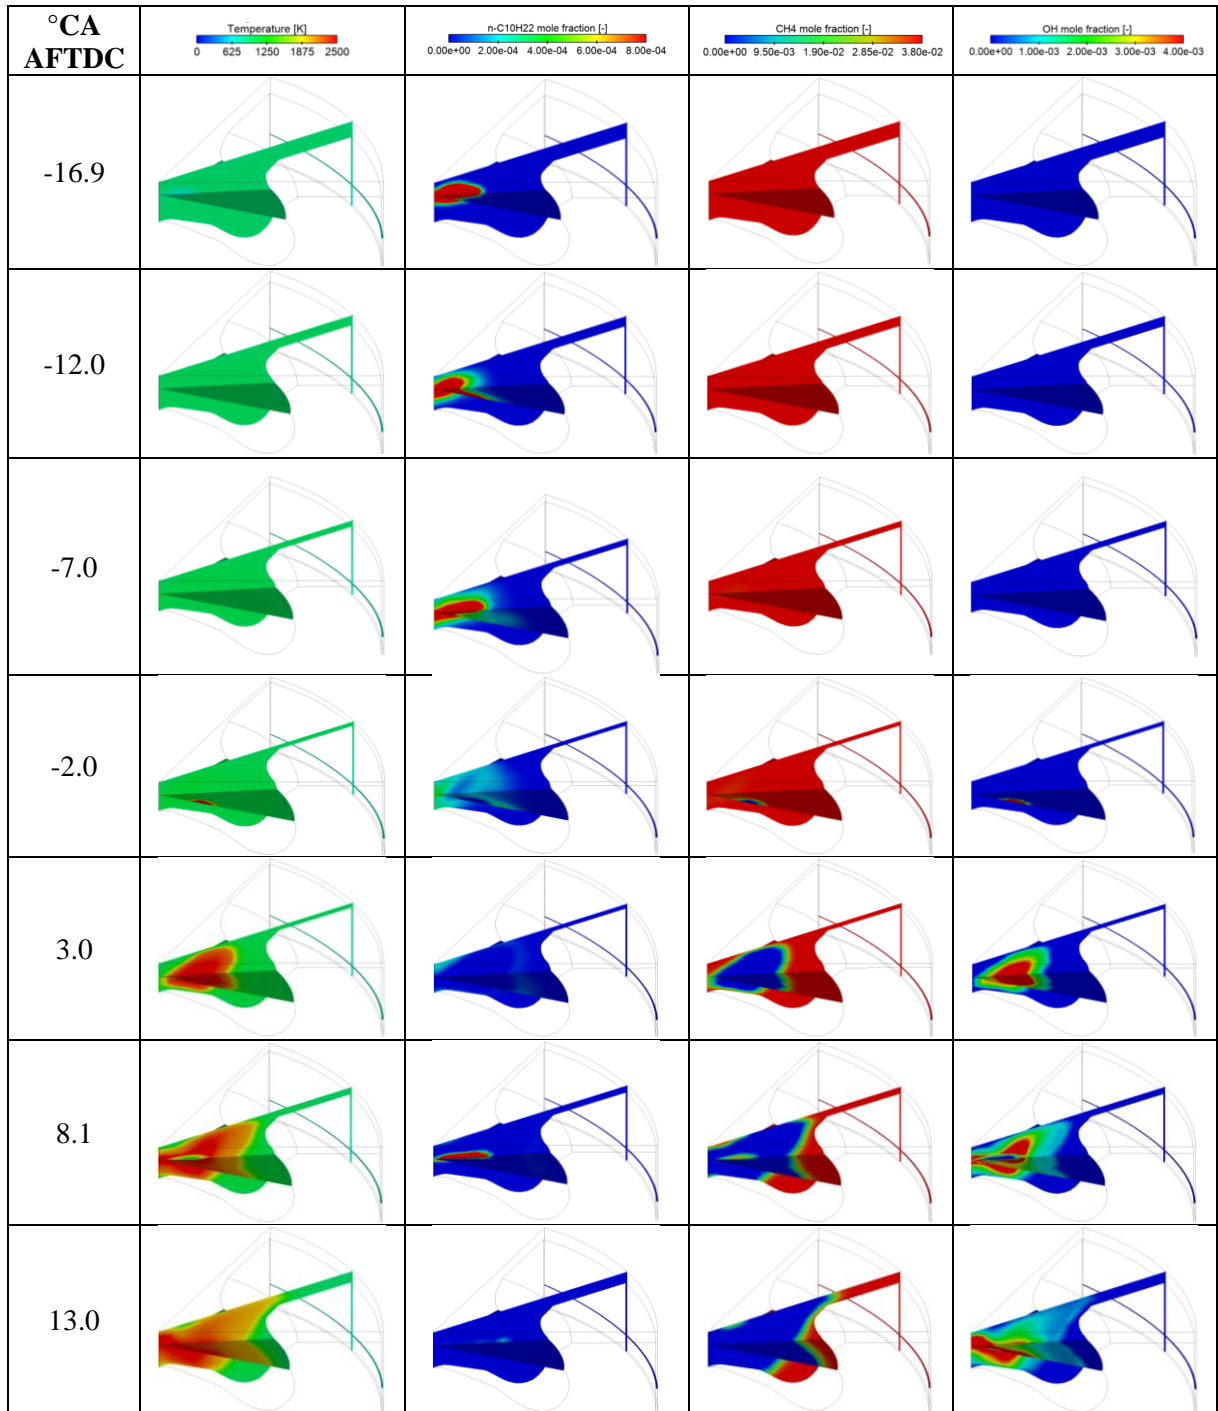 °CA
AFTDC
Temperature [K]
0 625 1250 1875 2500
n-C10H22 mole fraction [-]
0.00e+00 2.00e-04 4.00e-04 6.00e-04 8.00e-04
CH4 mole fraction [-]
0.00e+00 9.50e-03 1.90e-02 2.85e-02 3.80e-02
OH mole fraction [-]
0.00e+00 1.00e-03 2.00e-03 3.00e-03 4.00e-03
-16.9
-12.0
-7.0
-2.0
3.0
8.1
13.0